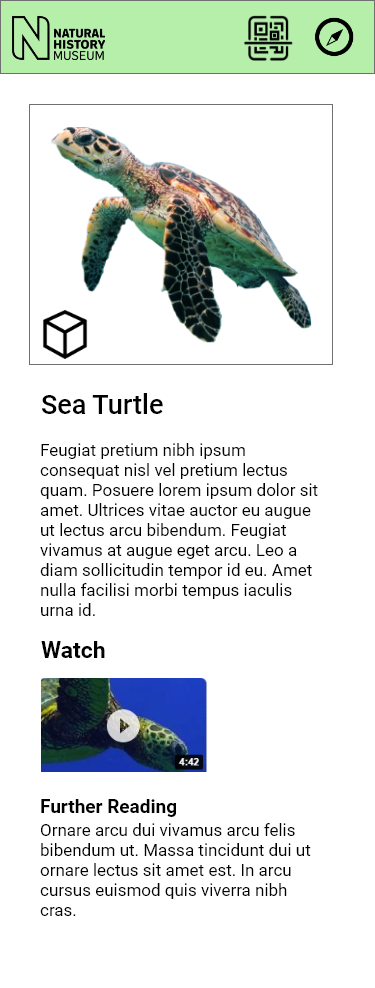 N NATURAL
HISTORY
MUSEUM
Sea Turtle
Feugiat pretium nibh ipsum
consequat nisl vel pretium lectus
quam. Posuere lorem ipsum dolor sit
amet. Ultrices vitae auctor eu augue
ut lectus arcu bibendum. Feugiat
vivamus at augue eget arcu. Leo a
diam sollicitudin tempor id eu. Amet
nulla facilisi morbi tempus iaculis
urna id.
Watch
4:42
Further Reading
Ornare arcu dui vivamus arcu felis
bibendum ut. Massa tincidunt dui ut
ornare lectus sit amet est. In arcu
cursus euismod quis viverra nibh
cras.